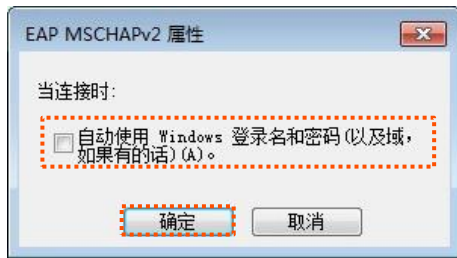 EAP MSCHAPv2 属性
当连接时:
自动使用 Windows 登录名和密码(以及域，
如果有的话)(A)。
确定
取消